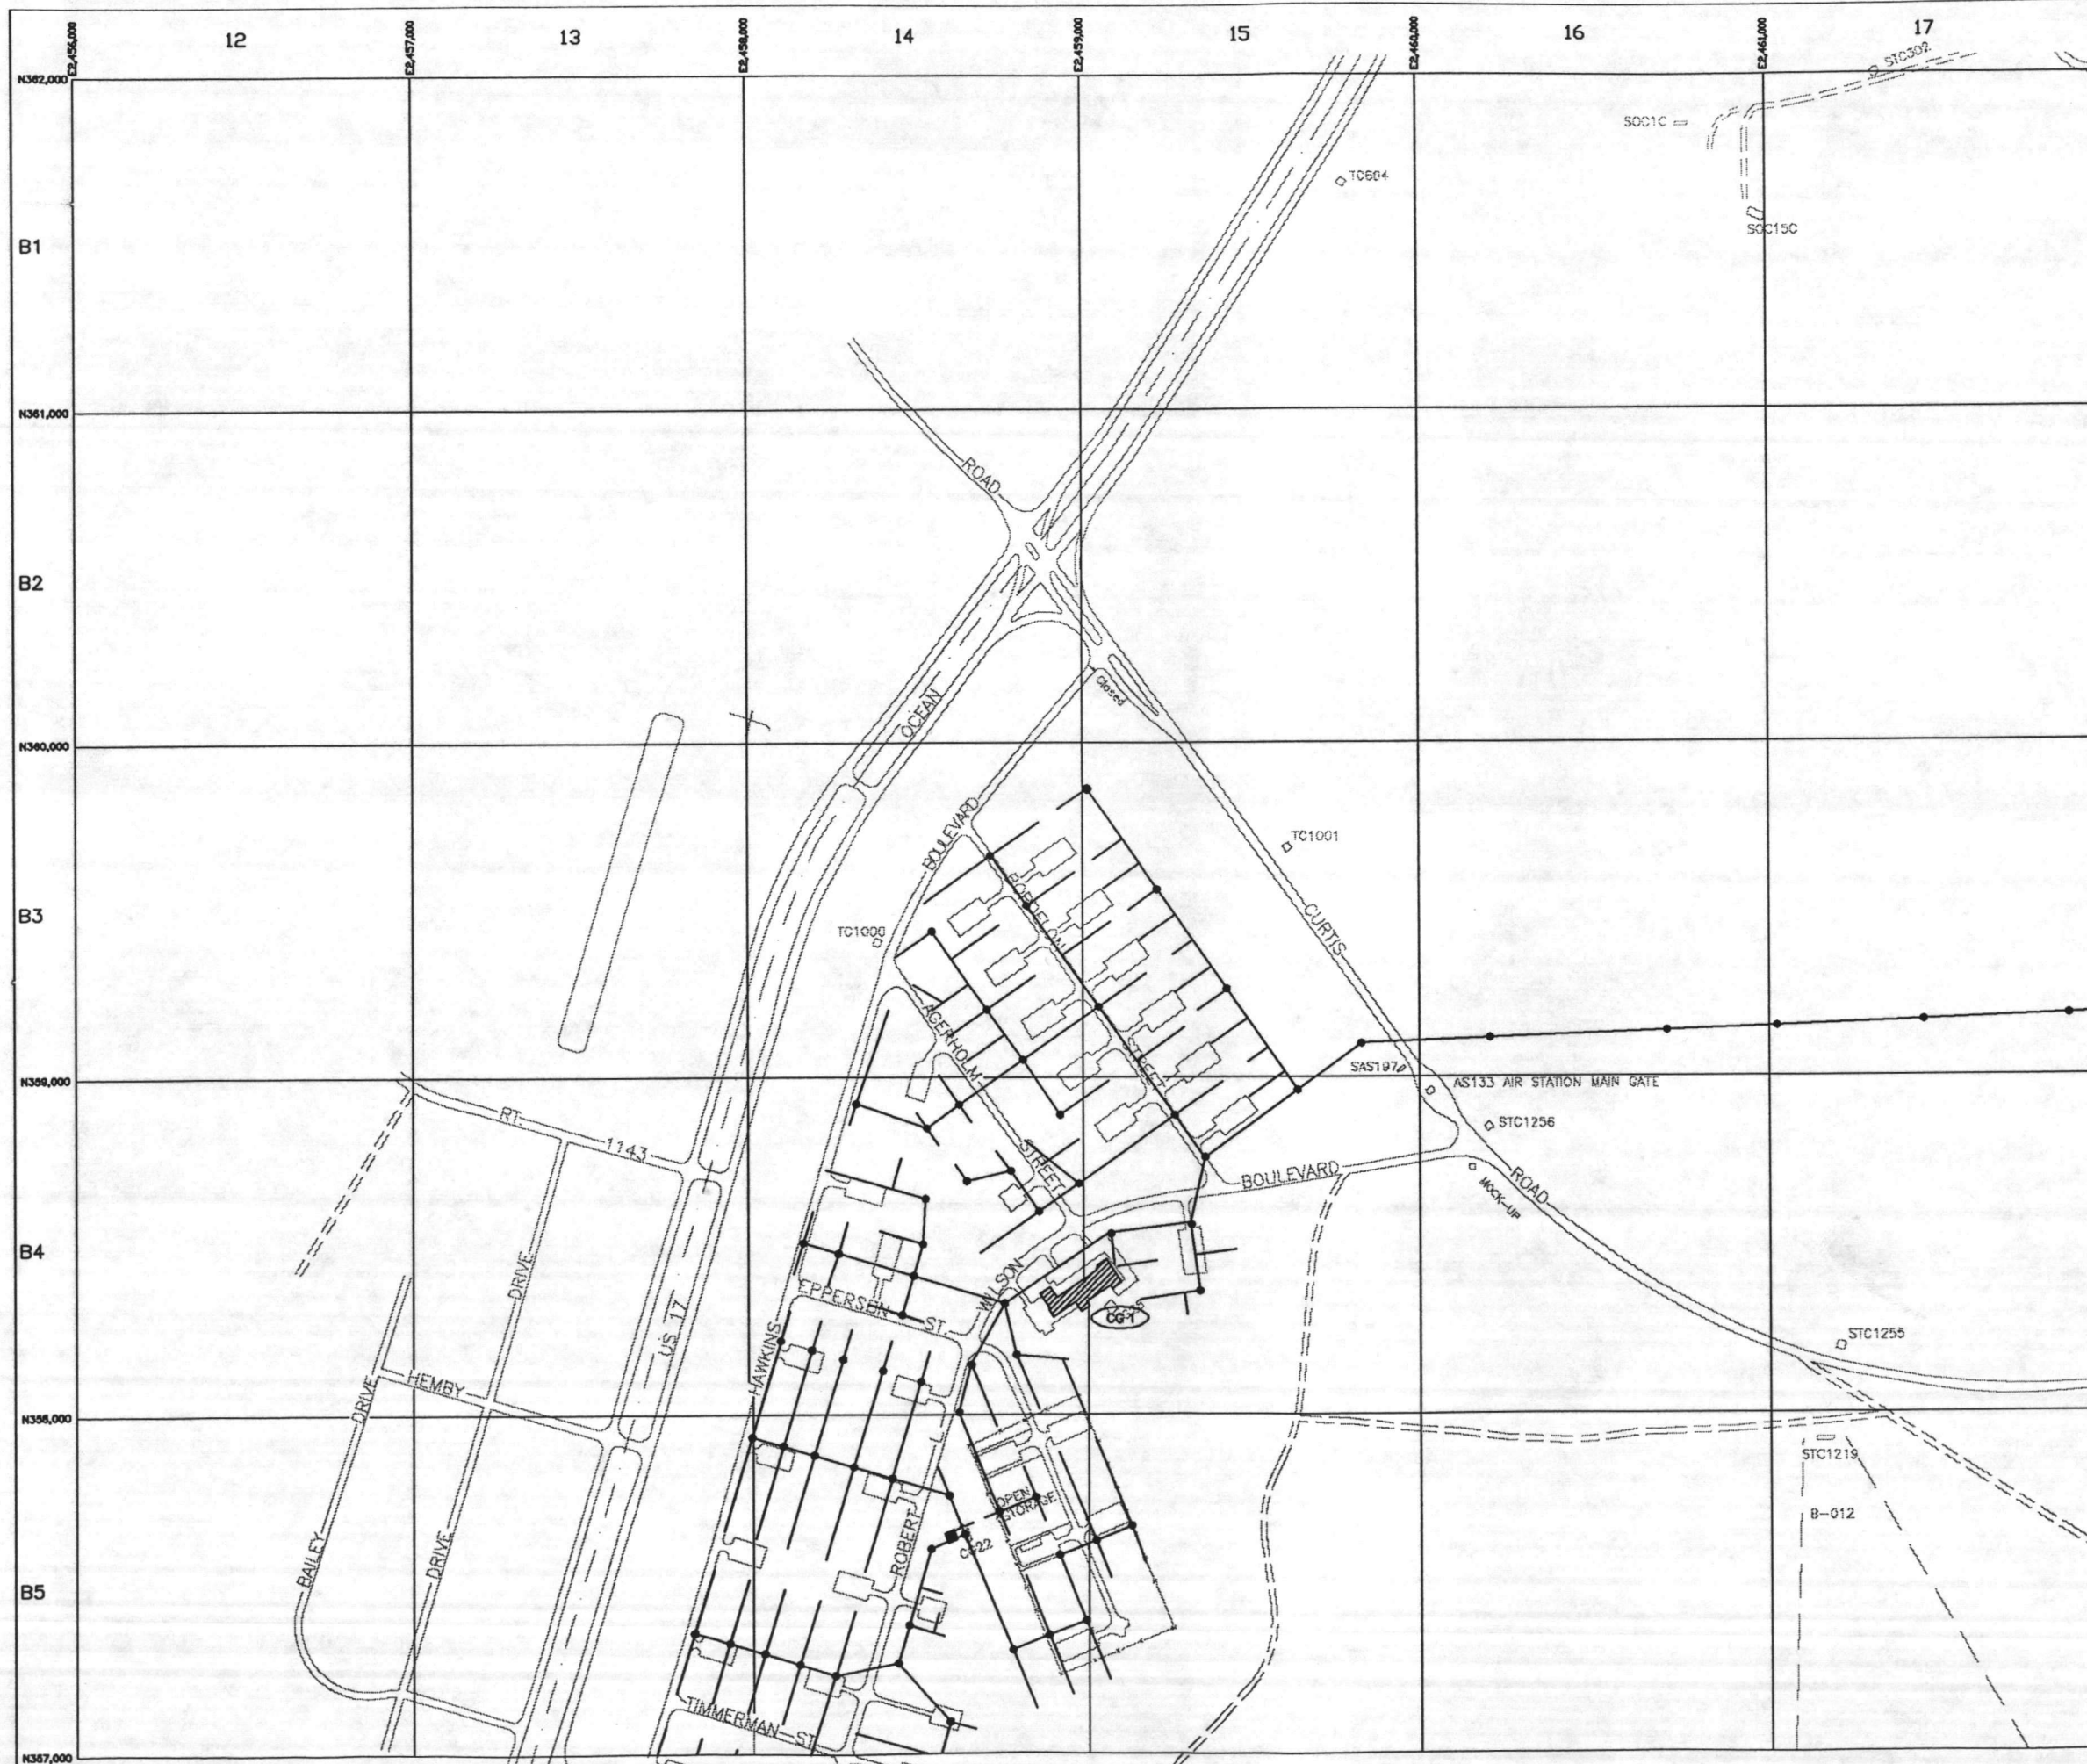 12
13
14
15
16
17
E2,456,000
E2,457,000
E2,458,000
E2,459,000
E2,460,000
E2,461,000
N362,000
STC302
SOC1C
TC604
SOC15C
B1
N361,000
ROAD
B2
Closed
OCEAN
N360,000
BOULEVARD
TC1001
B3
CURTIS
TC1000
STREET
AGERHOLM
SAS197
N359,000
AS133 AIR STATION MAIN GATE
RT. 1143
STC1256
STREET
BOULEVARD
ROAD
MOCK-UP
B4
DRIVE
WILSON
EPPERSON ST.
CG-1
US 17
HAWKINS
STC1255
DRIVE
HEMBY
N358,000
STC1219
OPEN
STORAGE
B-012
ROBERT
BAILEY
DRIVE
B5
TIMMERMAN ST.
N357,000